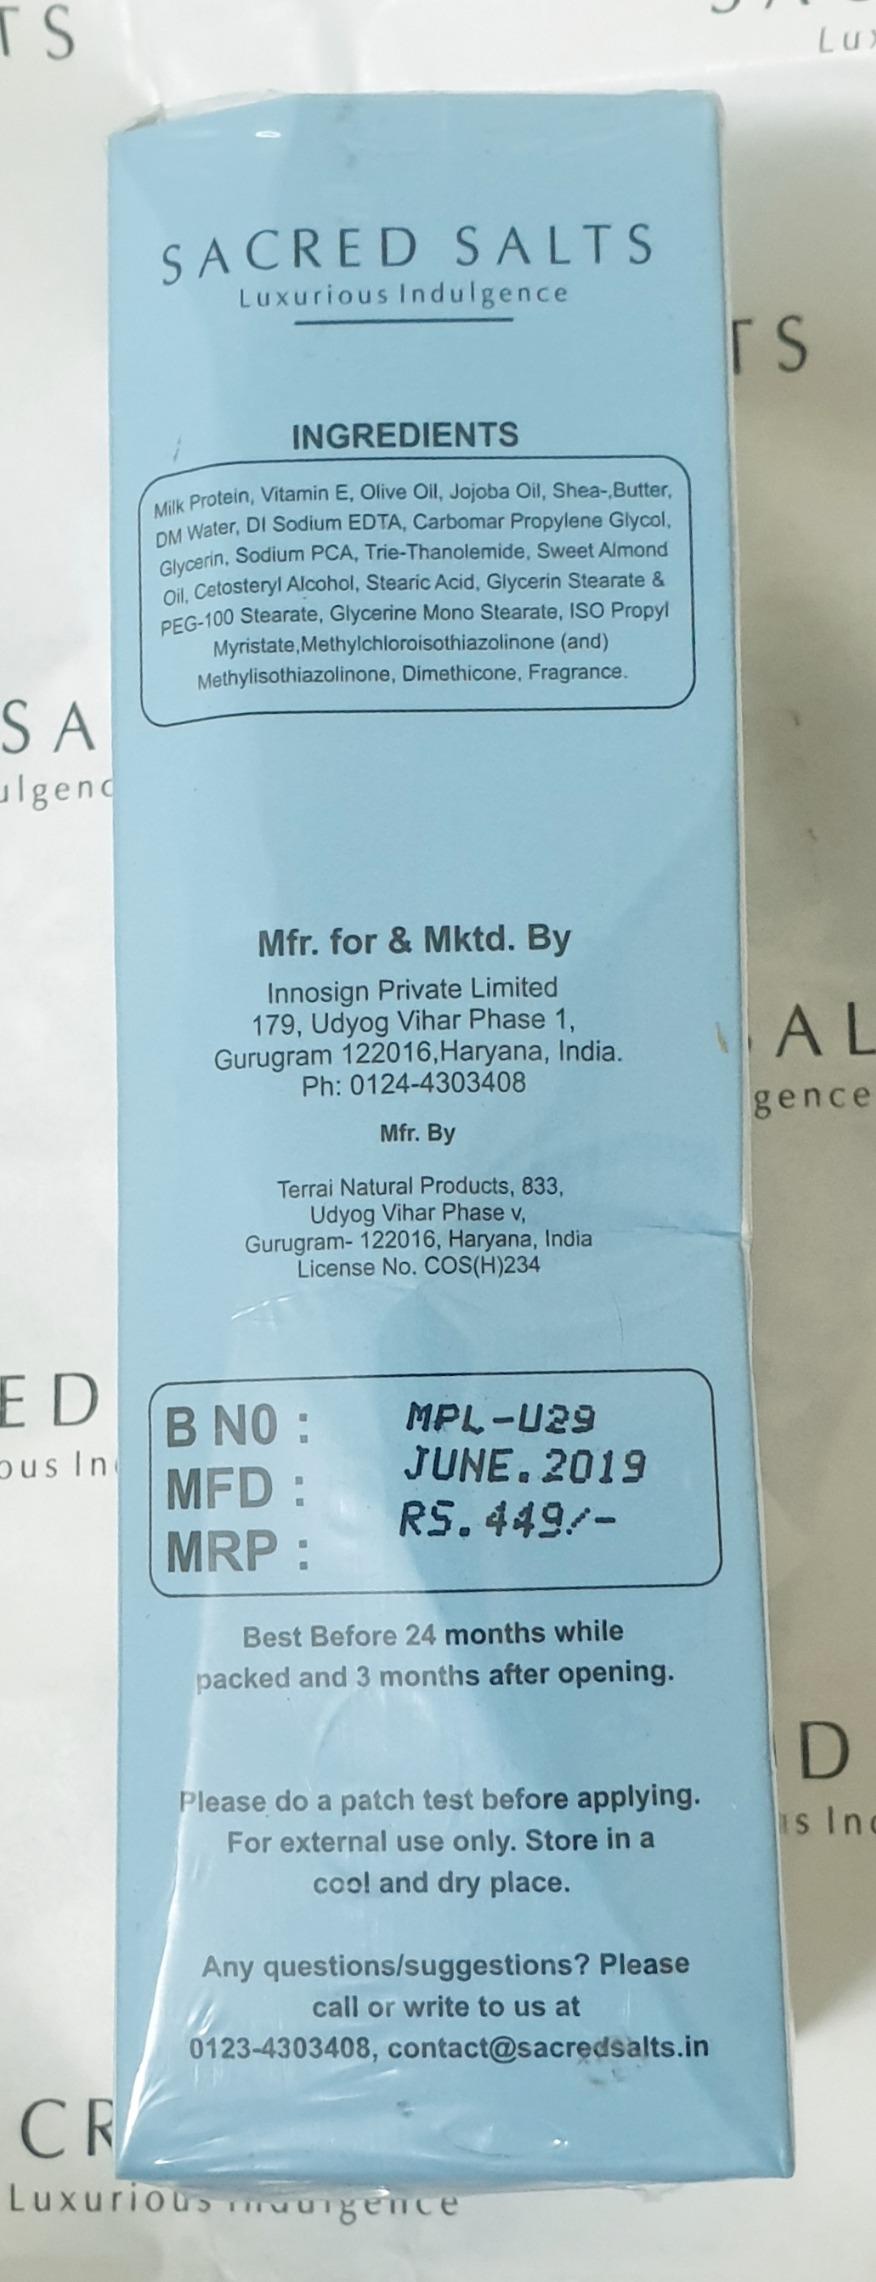 TS
Lux
SACRED SALTS
Luxurious Indulgence
TS
INGREDIENTS
Milk Protein, Vitamin E, Olive Oil, Jojoba Oil, Shea-,Butter,
DM Water, DI Sodium EDTA, Carbomar Propylene Glycol,
Glycerin, Sodium PCA, Trie-Thanolemide, Sweet Almond
Oil, Cetosteryl Alcohol, Stearic Acid, Glycerin Stearate &
PEG-100 Stearate, Glycerine Mono Stearate, ISO Propyl
Myristate,Methylchloroisothiazolinone (and)
Methylisothiazolinone, Dimethicone, Fragrance.
SA
ulgenc
Mfr. for & Mktd. By
Innosign Private Limited
179, Udyog Vihar Phase 1,
Gurugram 122016,Haryana, India.
Ph: 0124-4303408
AL
gence
Mfr. By
Terrai Natural Products, 833,
Udyog Vihar Phase v,
Gurugram- 122016, Haryana, India
License No. COS(H)234
ED
ous In
B NO : MPL-U29
MFD : JUNE.2019
MRP : RS.449/-
Best Before 24 months while
packed and 3 months after opening.
D
us Ind
Please do a patch test before applying.
For external use only. Store in a
cool and dry place.
Any questions/suggestions? Please
call or write to us at
0123-4303408, contact@sacredsalts.in
CR
Luxurious Indulgence